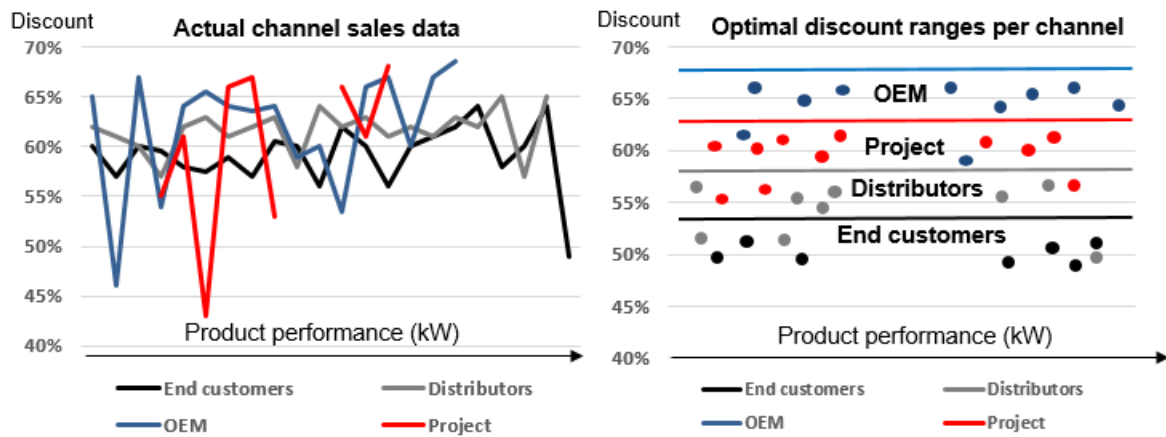 Discount
Actual channel sales data
70%
65%
60%
55%
50%
45%
40%
Product performance (kW)
End customers
Distributors
OEM
Project
Discount
Optimal discount ranges per channel
70%
65%
60%
55%
50%
45%
40%
OEM
Project
Distributors
End customers
Product performance (kW)
End customers
Distributors
OEM
Project